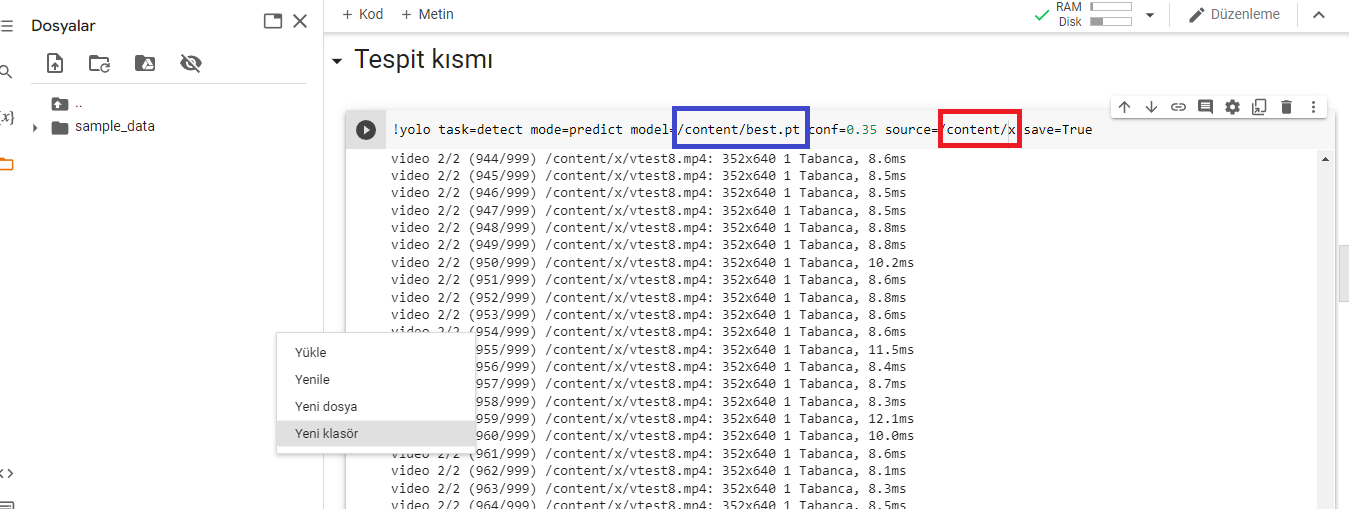 Dosyalar
..
sample_data
{x}
+ Kod + Metin
RAM
Disk
Düzenleme
Tespit kısmı
!yolo task=detect mode=predict model=/content/best.pt conf=0.35 source=/content/x save=True
video 2/2 (944/999) /content/x/vtest8.mp4: 352x640 1 Tabanca, 8.6ms
video 2/2 (945/999) /content/x/vtest8.mp4: 352x640 1 Tabanca, 8.5ms
video 2/2 (946/999) /content/x/vtest8.mp4: 352x640 1 Tabanca, 8.5ms
video 2/2 (947/999) /content/x/vtest8.mp4: 352x640 1 Tabanca, 8.5ms
video 2/2 (948/999) /content/x/vtest8.mp4: 352x640 1 Tabanca, 8.8ms
video 2/2 (949/999) /content/x/vtest8.mp4: 352x640 1 Tabanca, 8.8ms
video 2/2 (950/999) /content/x/vtest8.mp4: 352x640 1 Tabanca, 10.2ms
video 2/2 (951/999) /content/x/vtest8.mp4: 352x640 1 Tabanca, 8.6ms
video 2/2 (952/999) /content/x/vtest8.mp4: 352x640 1 Tabanca, 8.8ms
video 2/2 (953/999) /content/x/vtest8.mp4: 352x640 1 Tabanca, 8.6ms
video 2/2 (954/999) /content/x/vtest8.mp4: 352x640 1 Tabanca, 8.6ms
955/999) /content/x/vtest8.mp4: 352x640 1 Tabanca, 11.5ms
956/999) /content/x/vtest8.mp4: 352x640 1 Tabanca, 8.4ms
957/999) /content/x/vtest8.mp4: 352x640 1 Tabanca, 8.7ms
958/999) /content/x/vtest8.mp4: 352x640 1 Tabanca, 8.3ms
959/999) /content/x/vtest8.mp4: 352x640 1 Tabanca, 12.1ms
960/999) /content/x/vtest8.mp4: 352x640 1 Tabanca, 10.0ms
video 2/2 (961/999) /content/x/vtest8.mp4: 352x640 1 Tabanca, 8.6ms
video 2/2 (962/999) /content/x/vtest8.mp4: 352x640 1 Tabanca, 8.1ms
video 2/2 (963/999) /content/x/vtest8.mp4: 352x640 1 Tabanca, 8.3ms
video 2/2 (964/999) /content/x/vtest8.mp4: 352x640 1 Tabanca, 8.5ms
Yükle
Yenile
Yeni dosya
Yeni klasör